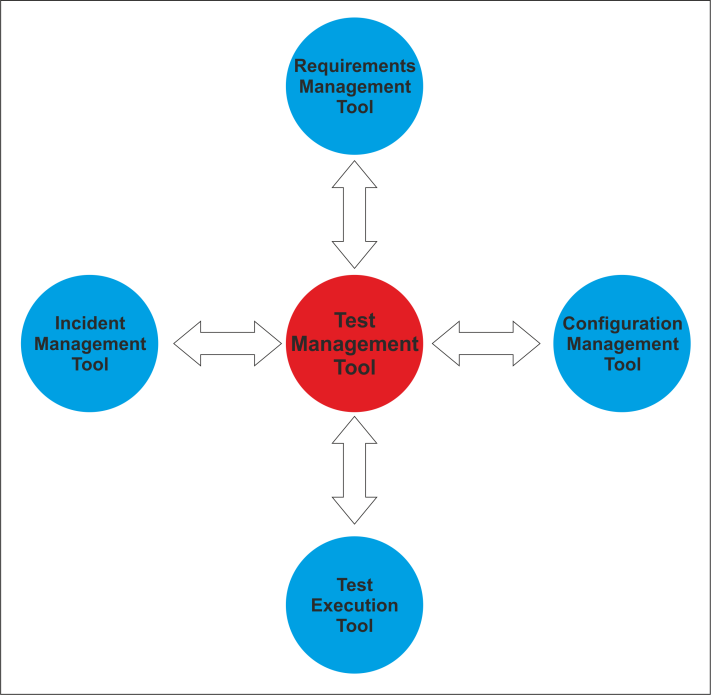 Requirements
Management
Tool
Incident
Management
Tool
Test
Management
Tool
Configuration
Management
Tool
Test
Execution
Tool